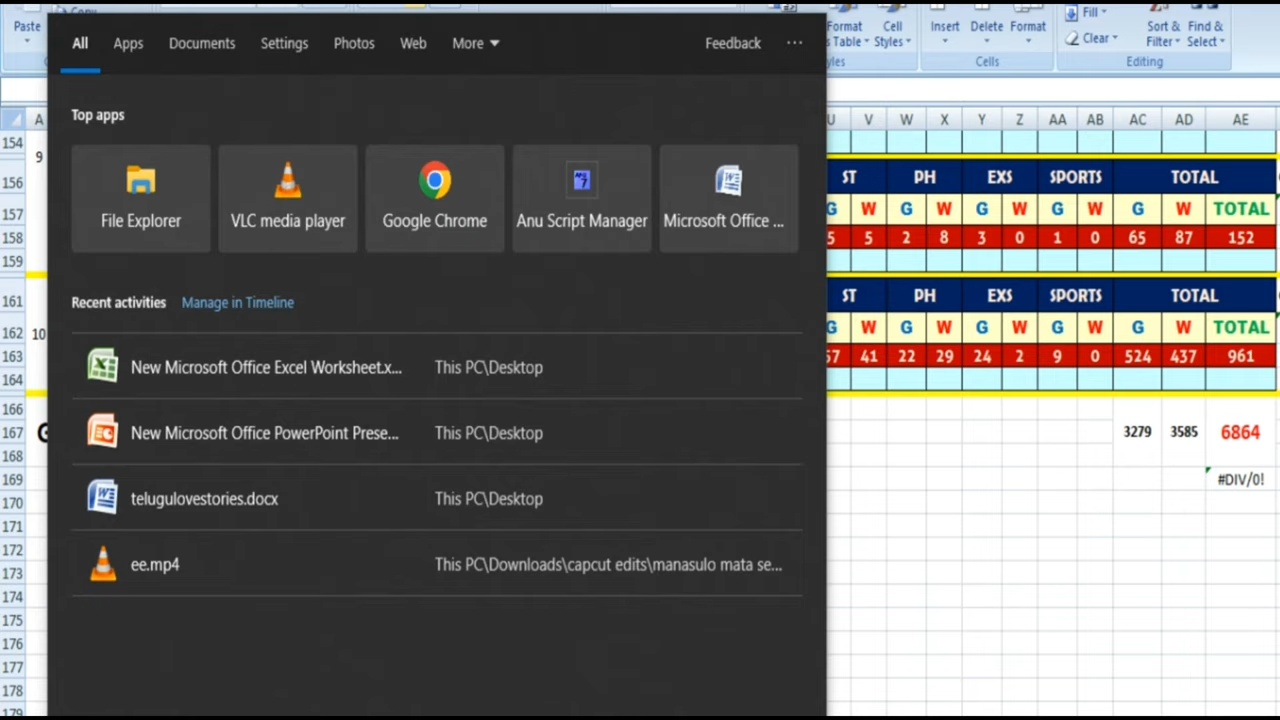 Paste
Copy
Format
Cell
Insert
Delete
Format
Fill
Sort &
Find &
s Table
Styles
Clear
Filter
Select
yles
Cells
Editing
All
Apps
Documents
Settings
Photos
Web
More
Feedback
...
Top apps
File Explorer
VLC media player
Google Chrome
Anu Script Manager
Microsoft Office ...
Recent activities
Manage in Timeline
New Microsoft Office Excel Worksheet.x...
This PC\Desktop
New Microsoft Office PowerPoint Prese...
This PC\Desktop
telugulovestories.docx
This PC\Desktop
ee.mp4
This PC\Downloads\capcut edits\manasulo mata se...
A U V W X Y Z AA AB AC AD AE
154
9
156 ST PH EXS SPORTS TOTAL
157 G W G W G W G W G W TOTAL
158 5 5 2 8 3 0 1 0 65 87 152
159
161 ST PH EXS SPORTS TOTAL
162 10 G W G W G W G W G W TOTAL
163 57 41 22 29 24 2 9 0 524 437 961
164
166
167 G 3279 3585 6864
168
169 #DIV/0!
170
171
172
173
174
175
176
177
178
179